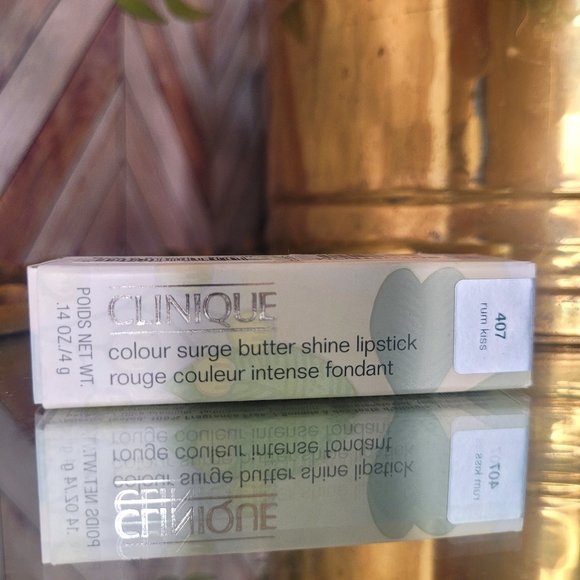 POIDS NET WT.
.14 OZ./4 g
CLINIQUE
colour surge butter shine lipstick
rouge couleur intense fondant
407
rum kiss